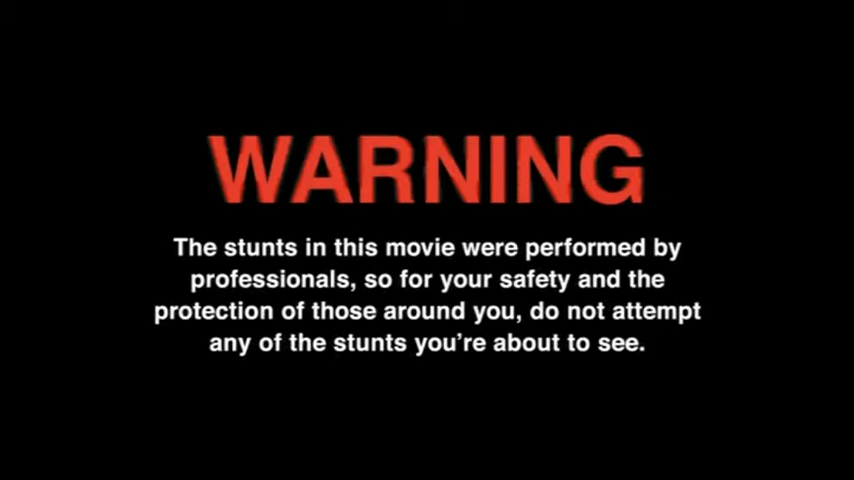 WARNING
The stunts in this movie were performed by
professionals, so for your safety and the
protection of those around you, do not attempt
any of the stunts you’re about to see.